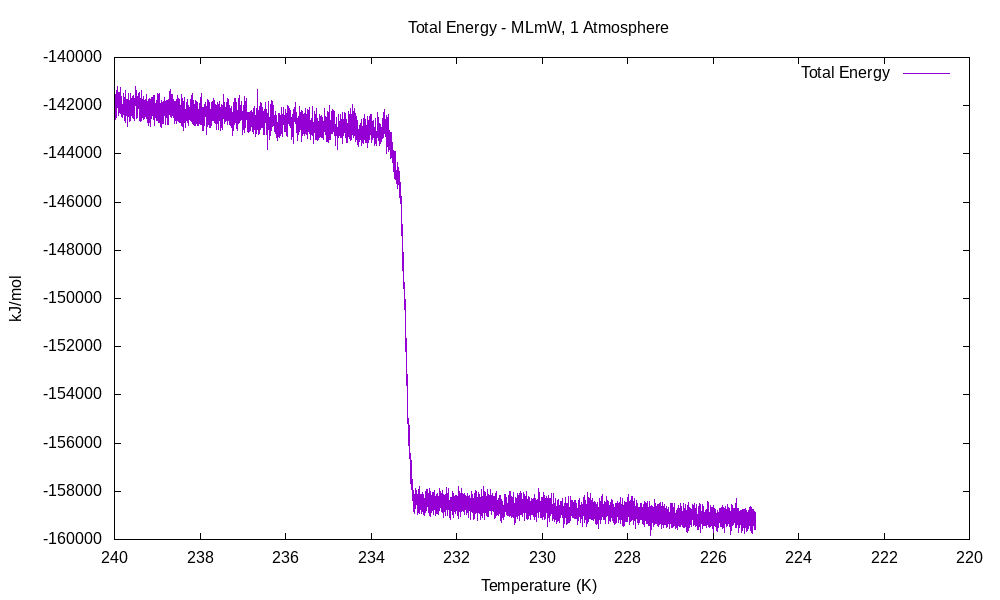 Total Energy - MLmW, 1 Atmosphere
Total Energy
kJ/mol
-140000
-142000
-144000
-146000
-148000
-150000
-152000
-154000
-156000
-158000
-160000
240 238 236 234 232 230 228 226 224 222 220
Temperature (K)